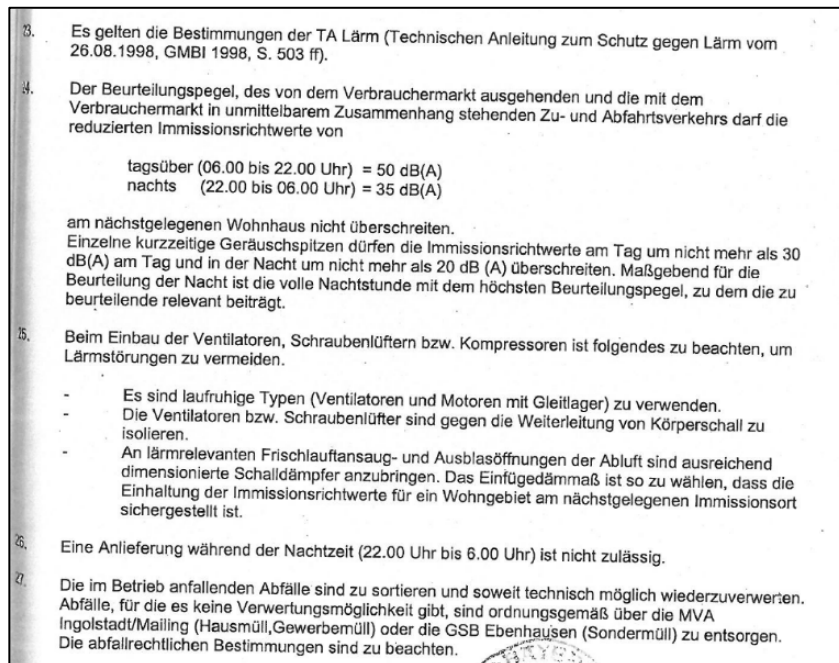 23. Es gelten die Bestimmungen der TA Lärm (Technischen Anleitung zum Schutz gegen Lärm vom
26.08.1998, GMBI 1998, S. 503 ff).
24. Der Beurteilungspegel, des von dem Verbrauchermarkt ausgehenden und die mit dem
Verbrauchermarkt in unmittelbarem Zusammenhang stehenden Zu- und Abfahrtsverkehrs darf die
reduzierten Immissionsrichtwerte von
tagsüber (06.00 bis 22.00 Uhr) = 50 dB(A)
nachts (22.00 bis 06.00 Uhr) = 35 dB(A)
am nächstgelegenen Wohnhaus nicht überschreiten.
Einzelne kurzzeitige Geräuschspitzen dürfen die Immissionsrichtwerte am Tag um nicht mehr als 30
dB(A) am Tag und in der Nacht um nicht mehr als 20 dB (A) überschreiten. Maßgebend für die
Beurteilung der Nacht ist die volle Nachtstunde mit dem höchsten Beurteilungspegel, zu dem die zu
beurteilende relevant beiträgt.
25. Beim Einbau der Ventilatoren, Schraubenlüftern bzw. Kompressoren ist folgendes zu beachten, um
Lärmstörungen zu vermeiden.
- Es sind laufruhige Typen (Ventilatoren und Motoren mit Gleitlager) zu verwenden.
- Die Ventilatoren bzw. Schraubenlüfter sind gegen die Weiterleitung von Körperschall zu
isolieren.
- An lärmrelevanten Frischlauftansaug- und Ausblasöffnungen der Abluft sind ausreichend
dimensionierte Schalldämpfer anzubringen. Das Einfügedämmaß ist so zu wählen, dass die
Einhaltung der Immissionsrichtwerte für ein Wohngebiet am nächstgelegenen Immissionsort
sichergestellt ist.
26. Eine Anlieferung während der Nachtzeit (22.00 Uhr bis 6.00 Uhr) ist nicht zulässig.
27. Die im Betrieb anfallenden Abfälle sind zu sortieren und soweit technisch möglich wiederzuverwerten.
Abfälle, für die es keine Verwertungsmöglichkeit gibt, sind ordnungsgemäß über die MVA
Ingolstadt/Mailing (Hausmüll,Gewerbemüll) oder die GSB Ebenhausen (Sondermüll) zu entsorgen.
Die abfallrechtlichen Bestimmungen sind zu beachten.